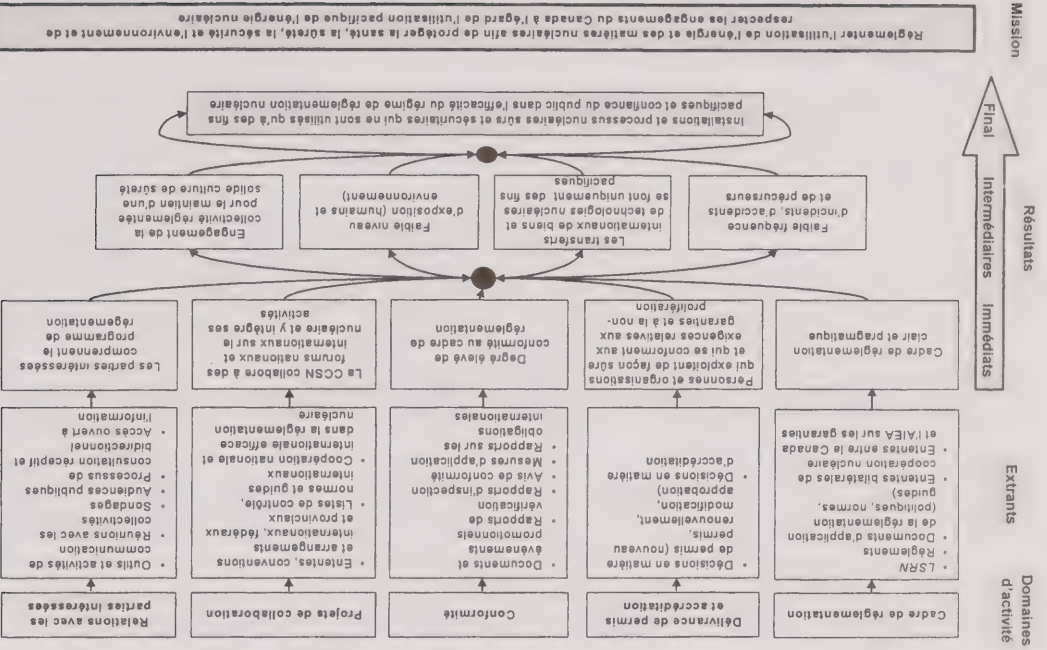 Domaines
d'activité
Cadre de réglementation
Délivrance de permis
et accréditation
Conformité
Projets de collaboration
Relations avec les
parties intéressées
Extrants
• LSRN
• Règlements
• Documents d'application
de la réglementation
(politiques, normes,
guides)
• Ententes bilatérales de
coopération nucléaire
• Ententes entre le Canada
et l'AIEA sur les garanties
• Décisions en matière
de permis (nouveau
permis,
renouvellement,
modification,
approbation)
• Décisions en matière
d'accréditation
• Documents et
événements
promotionnels
• Rapports de
vérification
• Rapports d'inspection
• Avis de conformité
• Mesures d'application
• Rapports sur les
obligations
internationales
• Ententes, conventions
et arrangements
internationaux, fédéraux
et provinciaux
• Listes de contrôle,
normes et guides
internationaux
• Coopération nationale et
internationale efficace
dans la réglementation
nucléaire
• Outils et activités de
communication
• Réunions avec les
collectivités
• Sondages
• Audiences publiques
• Processus de
consultation réceptif et
bidirectionnel
• Accès ouvert à
l'information
Résultats
Immédiats
Cadre de réglementation
clair et pragmatique
Personnes et organisations
qui exploitent de façon sûre
et qui se conforment aux
exigences relatives aux
garanties et à la non-
prolifération
Degré élevé de
conformité au cadre de
réglementation
La CCSN collabore à des
forums nationaux et
internationaux sur le
nucléaire et y intègre ses
activités
Les parties intéressées
comprennent le
programme de
réglementation
Intermédiaires
Faible fréquence
d'incidents, d'accidents
et de précurseurs
Les transferts
internationaux de biens et
de technologies nucléaires
se font uniquement des fins
pacifiques
Faible niveau
d'exposition (humains et
environnement)
Engagement de la
collectivité réglementée
pour le maintien d'une
solide culture de sûreté
Final
Installations et processus nucléaires sûrs et sécuritaires qui ne sont utilisés qu'à des fins
pacifiques et confiance du public dans l'efficacité du régime de réglementation nucléaire
Mission
Réglementer l'utilisation de l'énergie et des matières nucléaires afin de protéger la santé, la sûreté, la sécurité et l'environnement et de
respecter les engagements du Canada à l'égard de l'utilisation pacifique de l'énergie nucléaire